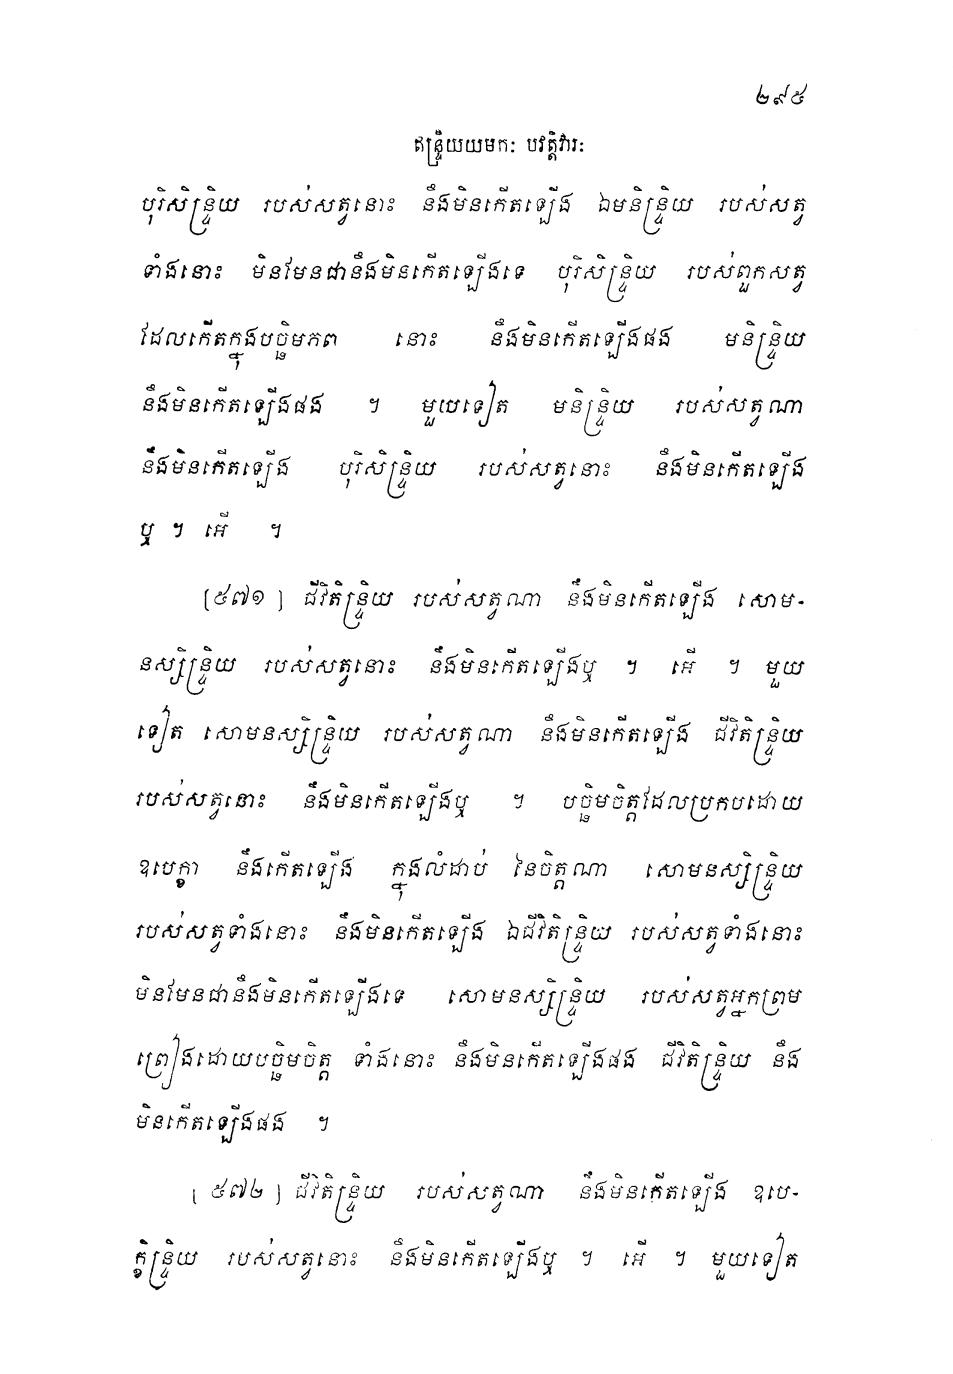 ២៩៥
ឥន្ទ្រិយយមកៈ បវត្តិវារៈ
បុរិសិន្ទ្រិយ របស់សត្វនោះ នឹងមិនកើតឡើង ឯមនិន្ទ្រិយ របស់សត្វ
ទាំងនោះ មិនមែនជានឹងមិនកើតឡើងទេ បុរិសិន្ទ្រិយ របស់ពួកសត្វ
ដែលកើតក្នុងបច្ឆិមភព នោះ នឹងមិនកើតឡើងផង មនិន្ទ្រិយ
នឹងមិនកើតឡើងផង ។ មួយទៀត មនិន្ទ្រិយ របស់សត្វណា
នឹងមិនកើតឡើង បុរិសិន្ទ្រិយ របស់សត្វនោះ នឹងមិនកើតឡើង
ឬ ។ អើ ។
[៥៧១] ជីវិតិន្ទ្រិយ របស់សត្វណា នឹងមិនកើតឡើង សោម-
នស្សិន្ទ្រិយ របស់សត្វនោះ នឹងមិនកើតឡើងឬ ។ អើ ។ មួយ
ទៀត សោមនស្សិន្ទ្រិយ របស់សត្វណា នឹងមិនកើតឡើង ជីវិតិន្ទ្រិយ
របស់សត្វនោះ នឹងមិនកើតឡើងឬ ។ បច្ឆិមចិត្តដែលប្រកបដោយ
ឧបេក្ខា នឹងកើតឡើង ក្នុងលំដាប់ នៃចិត្តណា សោមនស្សិន្ទ្រិយ
របស់សត្វទាំងនោះ នឹងមិនកើតឡើង ឯជីវិតិន្ទ្រិយ របស់សត្វទាំងនោះ
មិនមែនជានឹងមិនកើតឡើងទេ សោមនស្សិន្ទ្រិយ របស់សត្វអ្នកព្រម
ព្រៀងដោយបច្ឆិមចិត្ត ទាំងនោះ នឹងមិនកើតឡើងផង ជីវិតិន្ទ្រិយ នឹង
មិនកើតឡើងផង ។
[៥៧២] ជីវិតិន្ទ្រិយ របស់សត្វណា នឹងមិនកើតឡើង ឧបេ-
ក្ខិន្ទ្រិយ របស់សត្វនោះ នឹងមិនកើតឡើងឬ ។ អើ ។ មួយទៀត